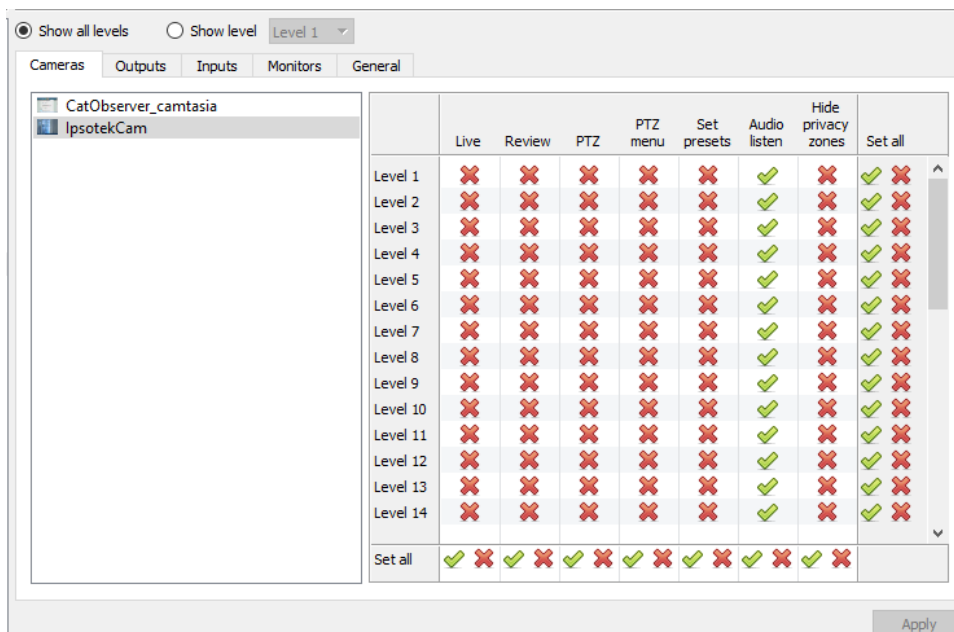 Show all levels Show level Level 1
Cameras Outputs Inputs Monitors General
CatObserver_camtasia
IpsotekCam
Live Review PTZ PTZ menu Set presets Audio listen Hide privacy zones Set all
Level 1
Level 2
Level 3
Level 4
Level 5
Level 6
Level 7
Level 8
Level 9
Level 10
Level 11
Level 12
Level 13
Level 14
Set all
Apply